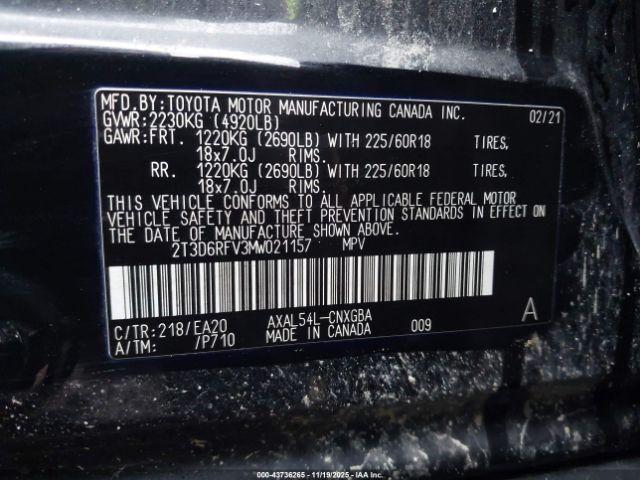 MFD.BY:TOYOTA MOTOR MANUFACTURING CANADA INC. 02/21
GVWR:2230KG (4920LB)
GAWR:FRT. 1220KG (2690LB) WITH 225/60R18 TIRES,
18x7.0J RIMS.
RR. 1220KG (2690LB) WITH 225/60R18 TIRES,
18x7.0J RIMS.
THIS VEHICLE CONFORMS TO ALL APPLICABLE FEDERAL MOTOR
VEHICLE SAFETY AND THEFT PREVENTION STANDARDS IN EFFECT ON
THE DATE OF MANUFACTURE SHOWN ABOVE.
2T3D6RFV3MW021157 MPV
C/TR:218/EA20 AXAL54L-CNXGBA A
A/TM: /P710 MADE IN CANADA 009
000-43736265 - 11/19/2025 - IAA Inc.